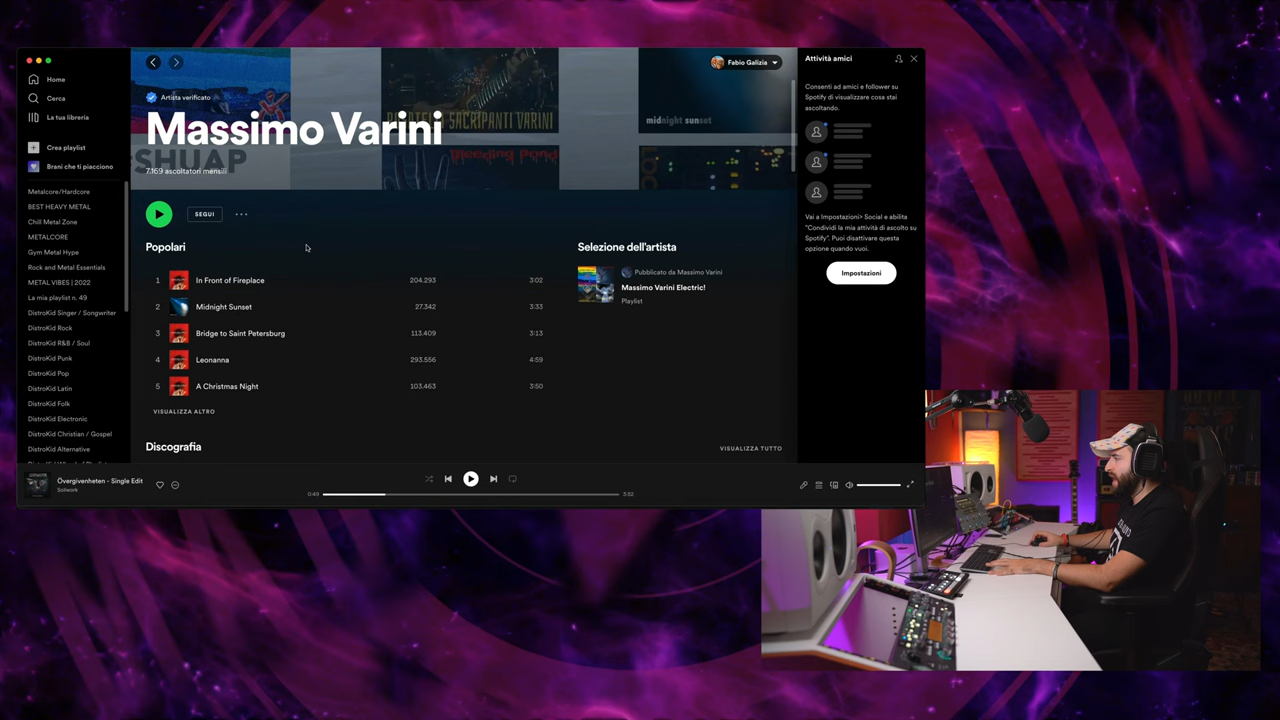 Home
Cerca
La tua libreria
Crea playlist
Brani che ti piacciono
Metalcore/Hardcore
BEST HEAVY METAL
Chill Metal Zone
METALCORE
Gym Metal Hype
Rock and Metal Essentials
METAL VIBES | 2022
La mia playlist n. 49
DistroKid Singer / Songwriter
DistroKid Rock
DistroKid R&B / Soul
DistroKid Punk
DistroKid Pop
DistroKid Latin
DistroKid Folk
DistroKid Electronic
DistroKid Christian / Gospel
DistroKid Alternative
Fabio Galizia
SACRIPANTI VARINI
midnight sunset
Bleeding Pond
SHUAP
Artista verificato
Massimo Varini
7.169 ascoltatori mensili
SEGUI
Popolari
1 In Front of Fireplace 204.293 3:02
2 Midnight Sunset 27.342 3:33
3 Bridge to Saint Petersburg 113.409 3:13
4 Leonanna 293.556 4:59
5 A Christmas Night 103.463 3:50
VISUALIZZA ALTRO
Selezione dell'artista
Pubblicato da Massimo Varini
Massimo Varini Electric!
Playlist
Discografia
VISUALIZZA TUTTO
Attività amici
Consenti ad amici e follower su
Spotify di visualizzare cosa stai
ascoltando.
Vai a Impostazioni> Social e abilita
"Condividi la mia attività di ascolto su
Spotify". Puoi disattivare questa
opzione quando vuoi.
Impostazioni
Övergivenheten - Single Edit
Soilwork
0:49
3:52